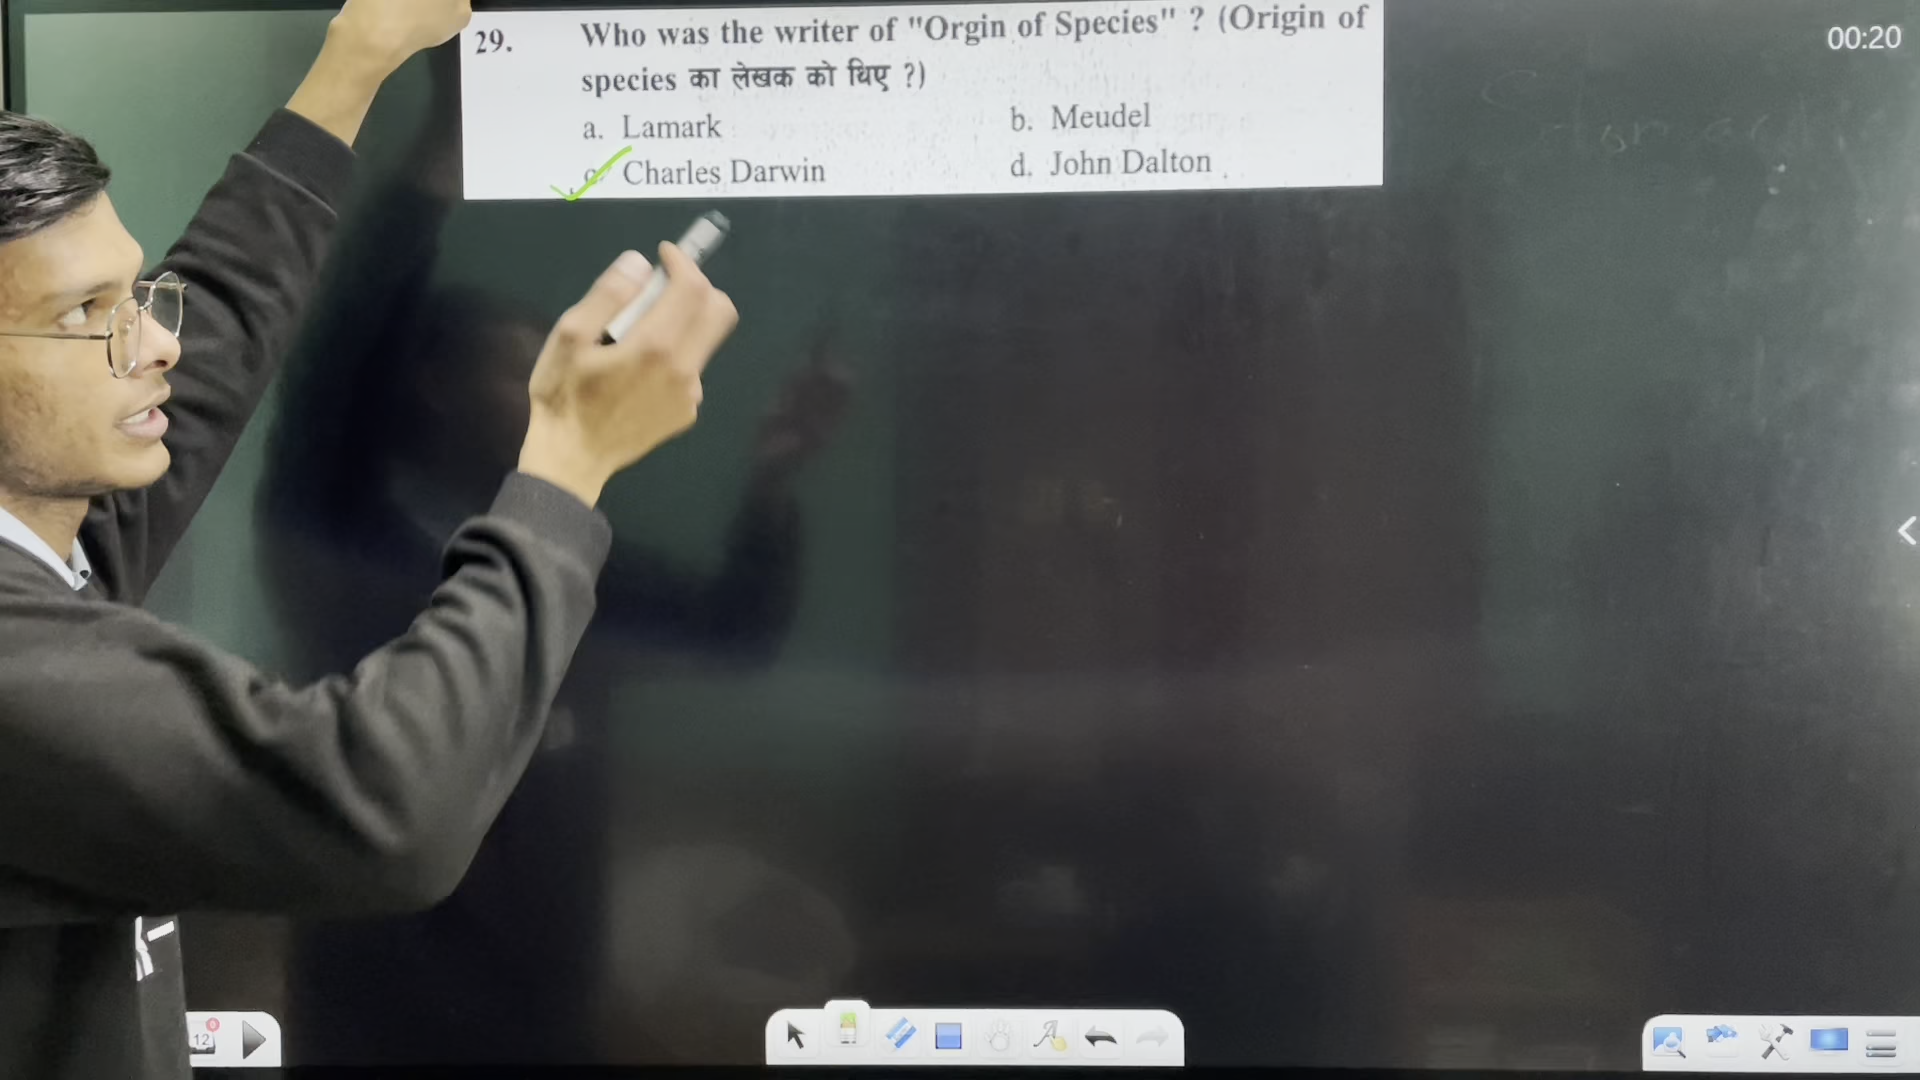 00:20
29. Who was the writer of "Orgin of Species" ? (Origin of
species का लेखक को थिए ?)
a. Lamark b. Meudel
c. Charles Darwin d. John Dalton
12